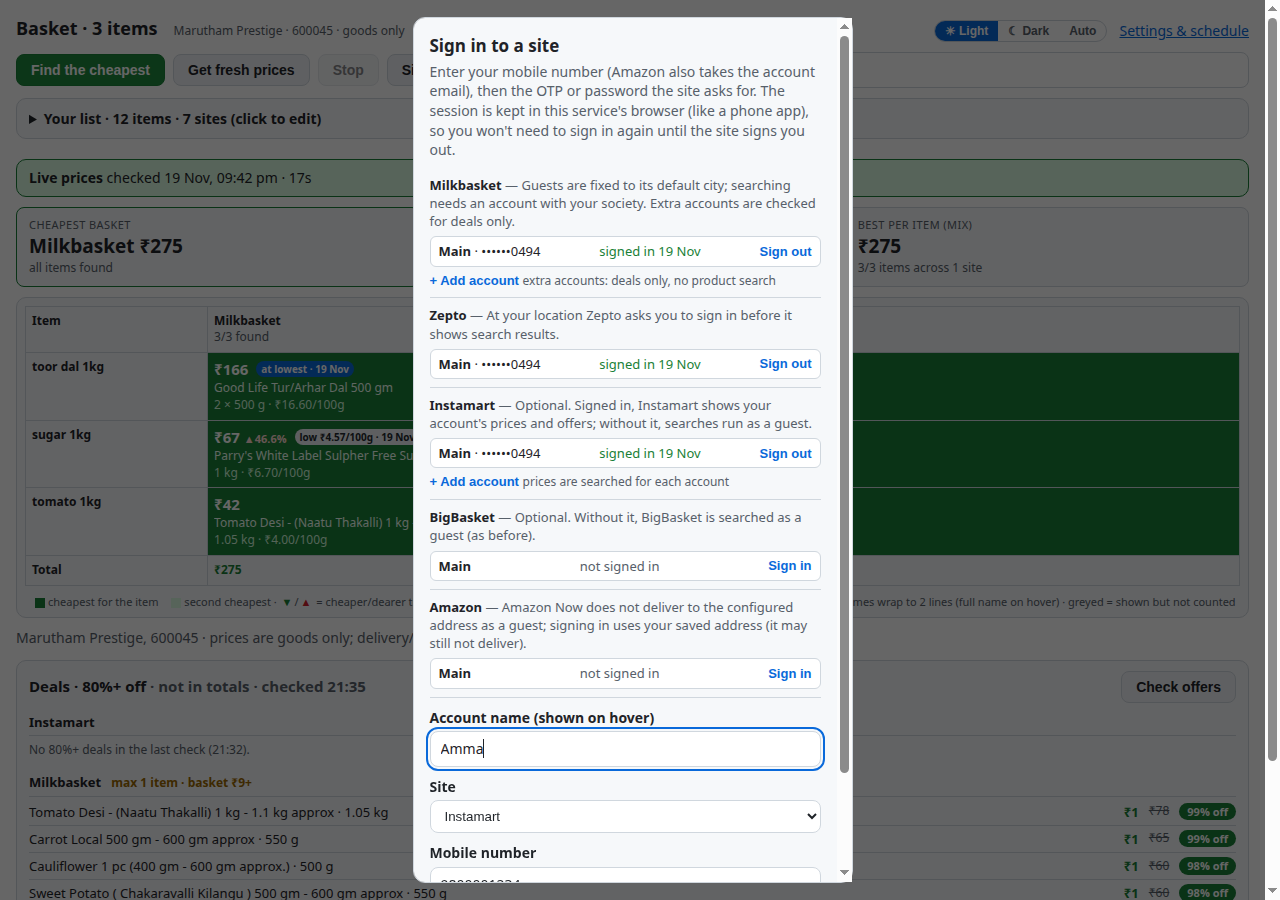 Basket · 3 items
Marutham Prestige · 600045 · goods only
☀ Light
☾ Dark
Auto
Settings & schedule
Find the cheapest
Get fresh prices
Stop
Your list · 12 items · 7 sites (click to edit)
Live prices checked 19 Nov, 09:42 pm · 17s
CHEAPEST BASKET
Milkbasket ₹275
all items found
BEST PER ITEM (MIX)
₹275
3/3 items across 1 site
Item
Milkbasket
3/3 found
toor dal 1kg
₹166 at lowest · 19 Nov
Good Life Tur/Arhar Dal 500 gm
2 × 500 g · ₹16.60/100g
sugar 1kg
₹67 ▲46.6% low ₹4.57/100g · 19 Nov
Parry's White Label Sulpher Free
1 kg · ₹6.70/100g
tomato 1kg
₹42
Tomato Desi - (Naatu Thakalli) 1 kg
1.05 kg · ₹4.00/100g
Total
₹275
cheapest for the item
second cheapest · ▼ / ▲ = cheaper/dearer
wrap to 2 lines (full name on hover) · greyed = shown but not counted
Marutham Prestige, 600045 · prices are goods only; delivery/
Deals · 80%+ off · not in totals · checked 21:35
Check offers
Instamart
No 80%+ deals in the last check (21:32).
Milkbasket max 1 item · basket ₹9+
Tomato Desi - (Naatu Thakalli) 1 kg - 1.1 kg approx · 1.05 kg
₹1 ₹78 99% off
Carrot Local 500 gm - 600 gm approx · 550 g
₹1 ₹65 99% off
Cauliflower 1 pc (400 gm - 600 gm approx.) · 500 g
₹1 ₹60 98% off
Sweet Potato ( Chakaravalli Kilangu ) 500 gm - 600 gm approx · 550 g
₹1 ₹60 98% off
Sign in to a site
Enter your mobile number (Amazon also takes the account
email), then the OTP or password the site asks for. The
session is kept in this service's browser (like a phone app),
so you won't need to sign in again until the site signs you
out.
Milkbasket — Guests are fixed to its default city; searching
needs an account with your society. Extra accounts are checked
for deals only.
Main · ••••••0494 signed in 19 Nov Sign out
+ Add account extra accounts: deals only, no product search
Zepto — At your location Zepto asks you to sign in before it
shows search results.
Main · ••••••0494 signed in 19 Nov Sign out
Instamart — Optional. Signed in, Instamart shows your
account's prices and offers; without it, searches run as a guest.
Main · ••••••0494 signed in 19 Nov Sign out
+ Add account prices are searched for each account
BigBasket — Optional. Without it, BigBasket is searched as a
guest (as before).
Main not signed in Sign in
Amazon — Amazon Now does not deliver to the configured
address as a guest; signing in uses your saved address (it may
still not deliver).
Main not signed in Sign in
Account name (shown on hover)
Amma
Site
Instamart
Mobile number